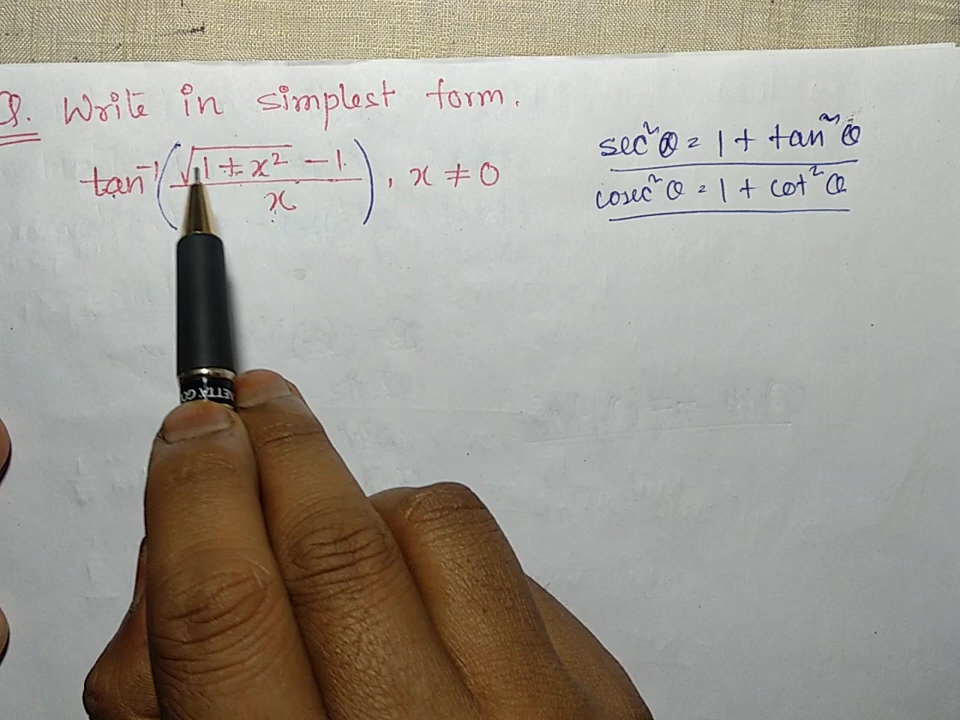 Q. Write in simplest form.
tan⁻¹(√(1+x²) − 1 / x), x ≠ 0
sec²θ = 1 + tan²θ
cosec²θ = 1 + cot²θ